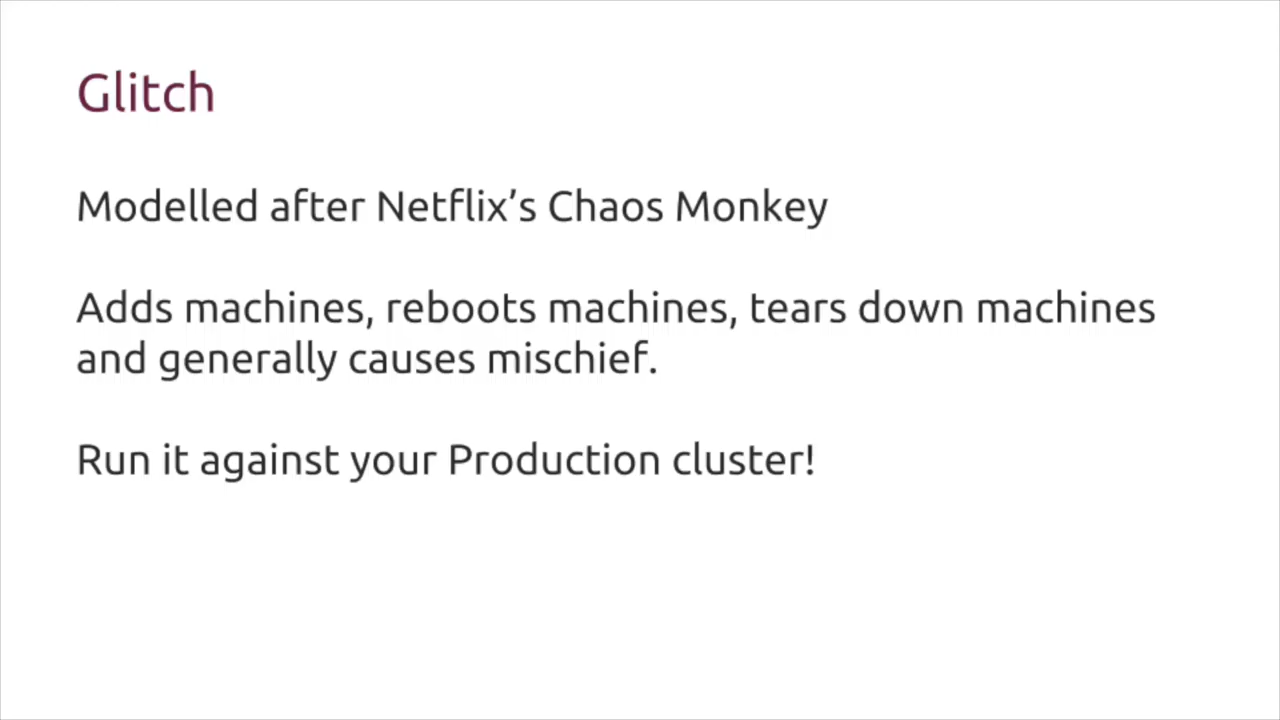 Glitch
Modelled after Netflix’s Chaos Monkey
Adds machines, reboots machines, tears down machines
and generally causes mischief.
Run it against your Production cluster!